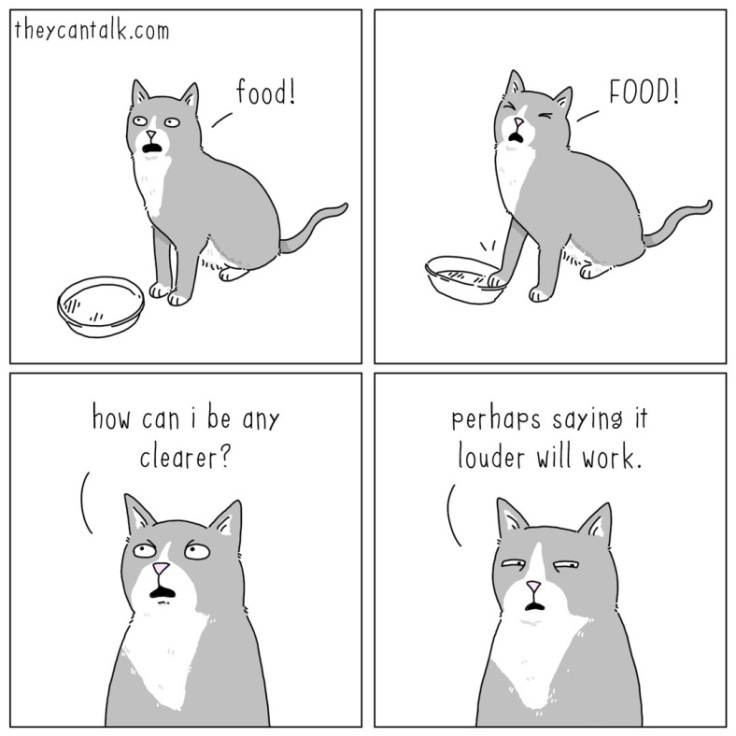 theycantalk.com
food!
FOOD!
how can i be any
clearer?
perhaps saying it
louder will work.